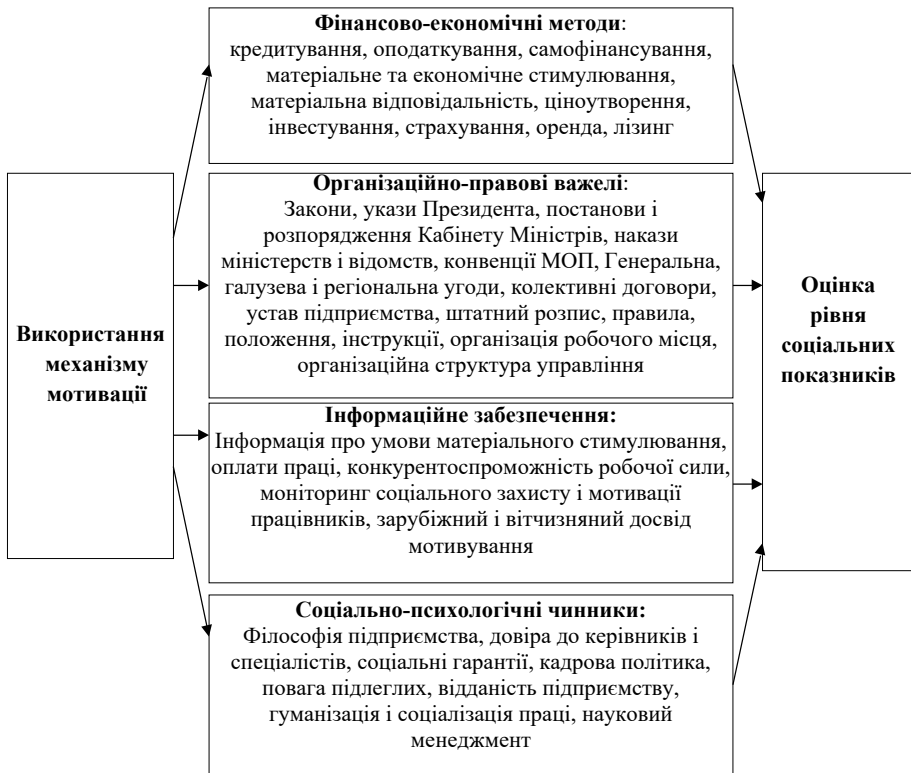 Фінансово-економічні методи:
кредитування, оподаткування, самофінансування,
матеріальне та економічне стимулювання,
матеріальна відповідальність, ціноутворення,
інвестування, страхування, оренда, лізинг
Використання
механізму
мотивації
Організаційно-правові важелі:
Закони, укази Президента, постанови і
розпорядження Кабінету Міністрів, накази
міністерств і відомств, конвенції МОП, Генеральна,
галузева і регіональна угоди, колективні договори,
устав підприємства, штатний розпис, правила,
положення, інструкції, організація робочого місця,
організаційна структура управління
Інформаційне забезпечення:
Інформація про умови матеріального стимулювання,
оплати праці, конкурентоспроможність робочої сили,
моніторинг соціального захисту і мотивації
працівників, зарубіжний і вітчизняний досвід
мотивування
Соціально-психологічні чинники:
Філософія підприємства, довіра до керівників і
спеціалістів, соціальні гарантії, кадрова політика,
повага підлеглих, відданість підприємству,
гуманізація і соціалізація праці, науковий
менеджмент
Оцінка
рівня
соціальних
показників